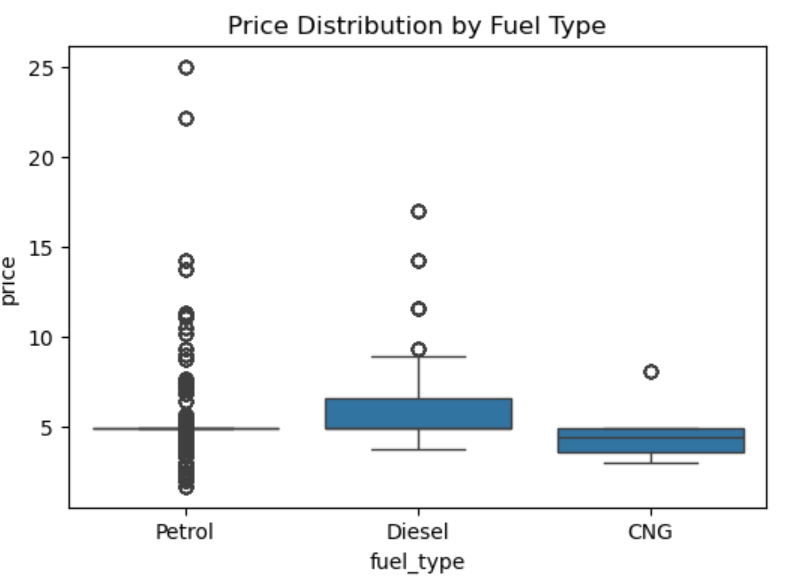 Price Distribution by Fuel Type
25
20
15
10
5
price
Petrol
Diesel
CNG
fuel_type